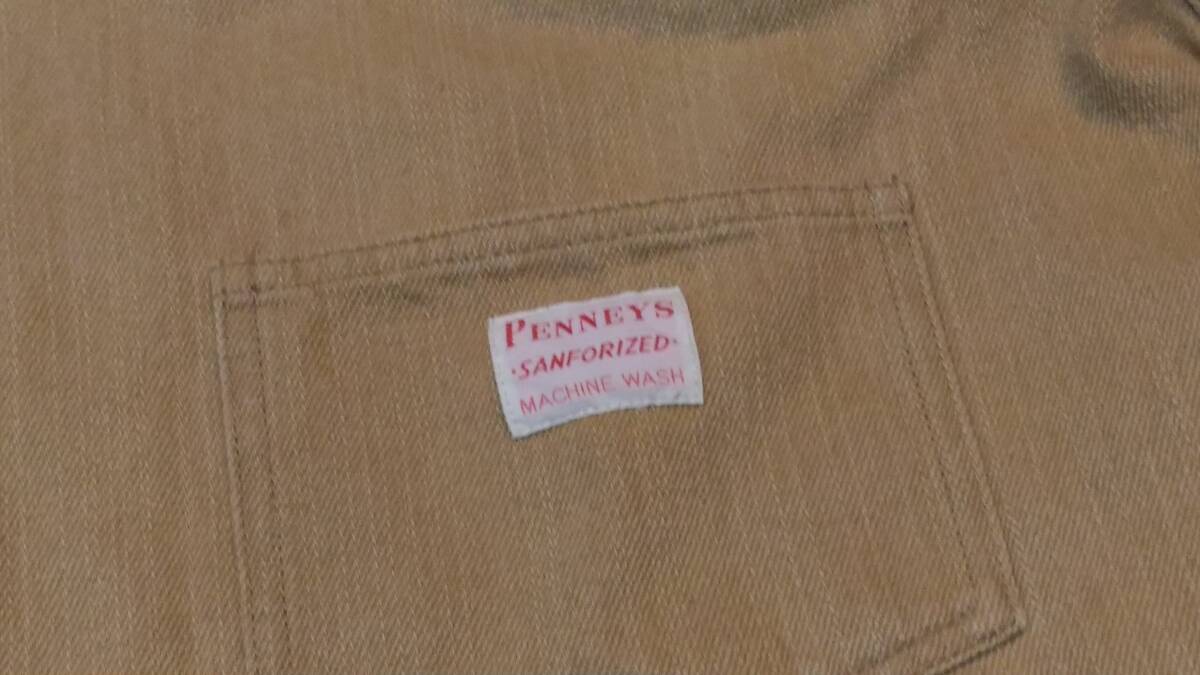 PENNEYS
·SANFORIZED·
MACHINE WASH